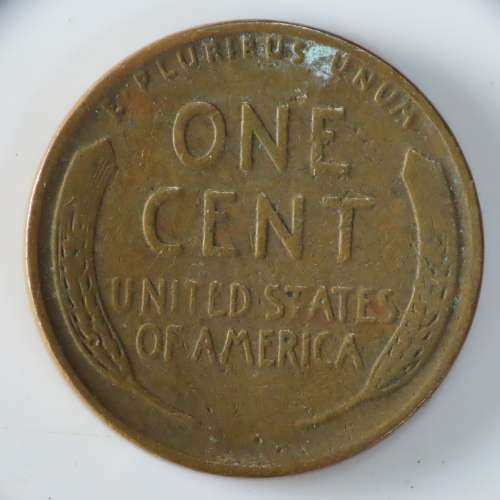 E PLURIBUS UNUM
ONE
CENT
UNITED·STATES
OF·AMERICA